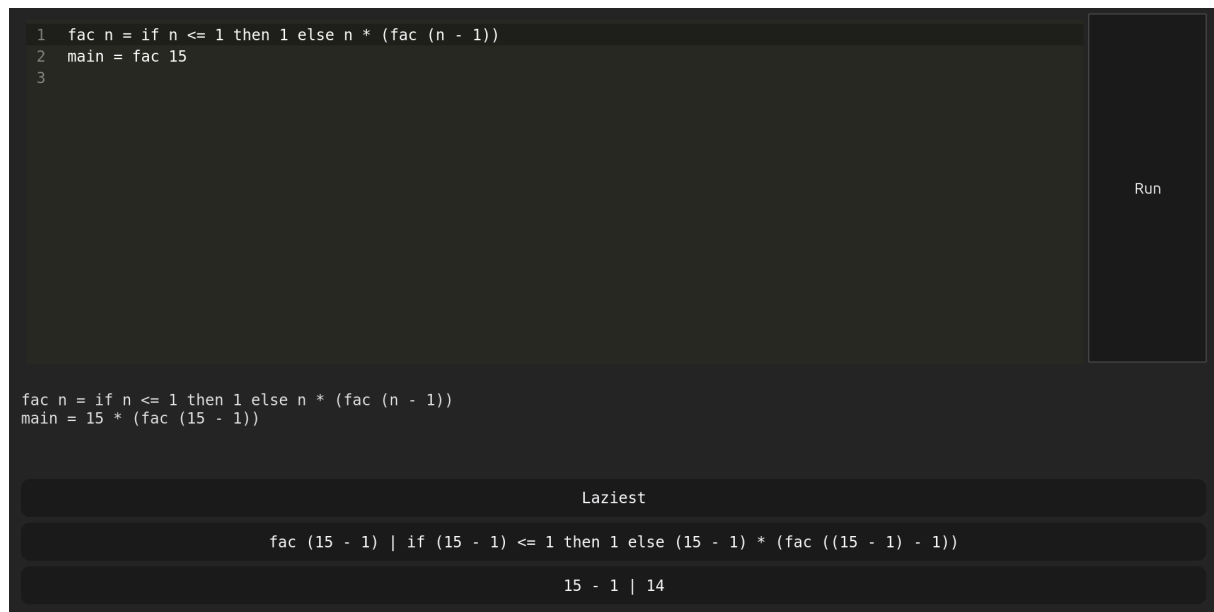 1 fac n = if n <= 1 then 1 else n * (fac (n - 1))
2 main = fac 15
3
Run
fac n = if n <= 1 then 1 else n * (fac (n - 1))
main = 15 * (fac (15 - 1))
Laziest
fac (15 - 1) | if (15 - 1) <= 1 then 1 else (15 - 1) * (fac ((15 - 1) - 1))
15 - 1 | 14